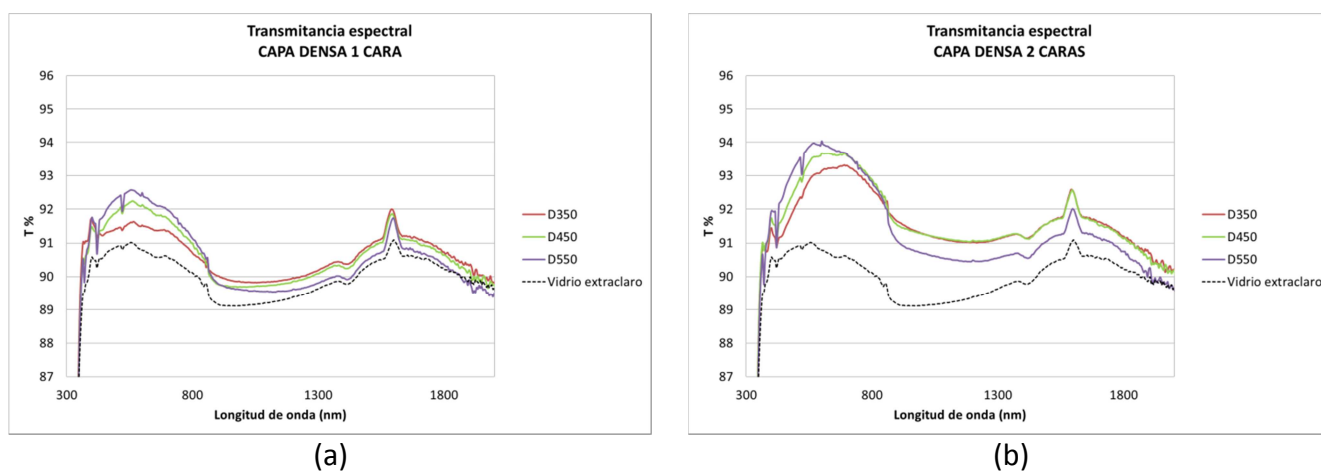 Transmitancia espectral
CAPA DENSA 1 CARA
96
95
94
93
92
91
90
89
88
87
T %
300
800
1300
1800
Longitud de onda (nm)
D350
D450
D550
Vidrio extraclaro
(a)
Transmitancia espectral
CAPA DENSA 2 CARAS
96
95
94
93
92
91
90
89
88
87
T %
300
800
1300
1800
Longitud de onda (nm)
D350
D450
D550
Vidrio extraclaro
(b)